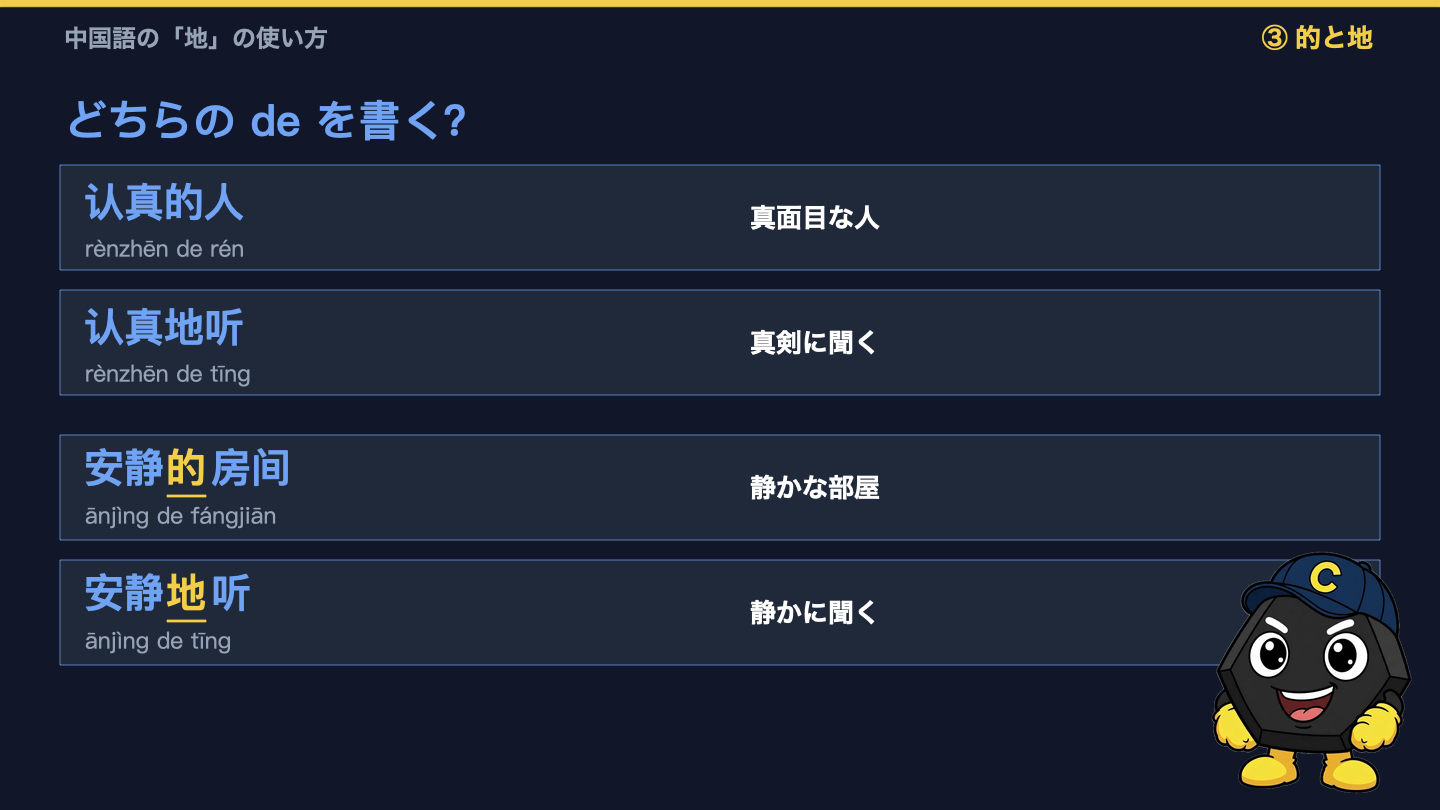 中国語の「地」の使い方
③ 的と地
どちらの de を書く?
认真的人
rènzhēn de rén
真面目な人
认真地听
rènzhēn de tīng
真剣に聞く
安静的房间
ānjìng de fángjiān
静かな部屋
安静地听
ānjìng de tīng
静かに聞く
C